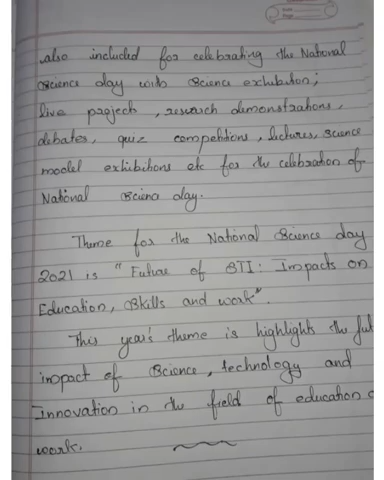 also included for celebrating the National
Science day with Science exhibition;
live project, research demonstrations,
debates, quiz competitions, lectures, science
model exhibitions etc for the celebration of
National Science day.
Theme for the National Science day
2021 is "Future of STI: Impacts on
Education, Skills and work".
This year's theme is highlights the fut
impact of Science, technology and
Innovation in the field of education
work.